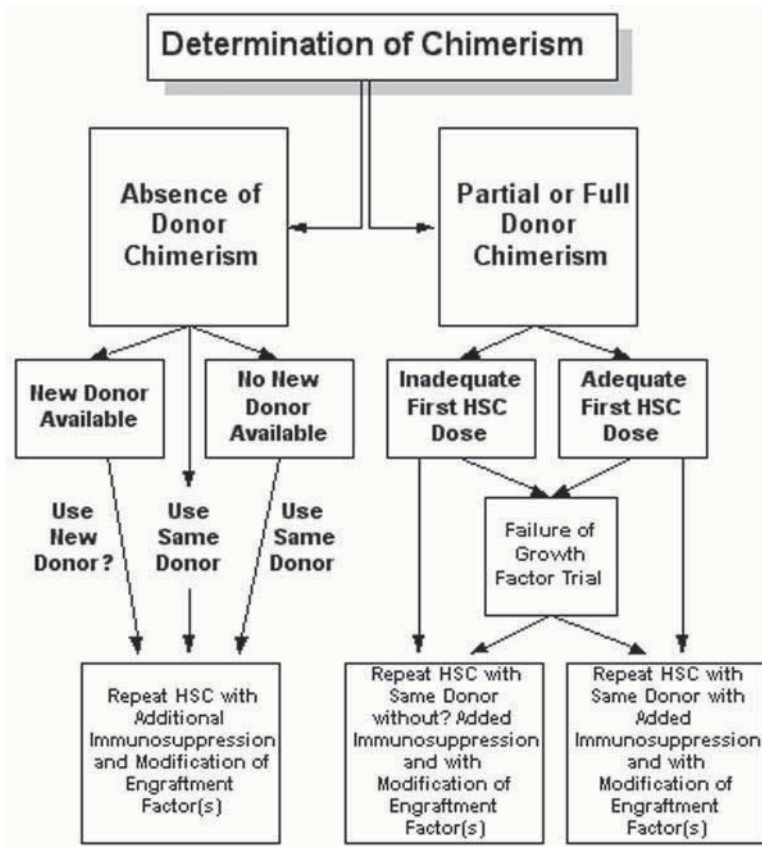 Determination of Chimerism
Absence of
Donor
Chimerism
Partial or Full
Donor
Chimerism
New Donor
Available
No New
Donor
Available
Inadequate
First HSC
Dose
Adequate
First HSC
Dose
Use
New
Donor?
Use
Same
Donor
Use
Same
Donor
Failure of
Growth
Factor Trial
Repeat HSC with
Additional
Immunosuppression
and Modification of
Engraftment
Factor(s)
Repeat HSC with
Same Donor
without? Added
Immunosuppression
and with
Modification of
Engraftment
Factor(s)
Repeat HSC with
Same Donor with
Added
Immunosuppression
and with
Modification of
Engraftment
Factor(s)